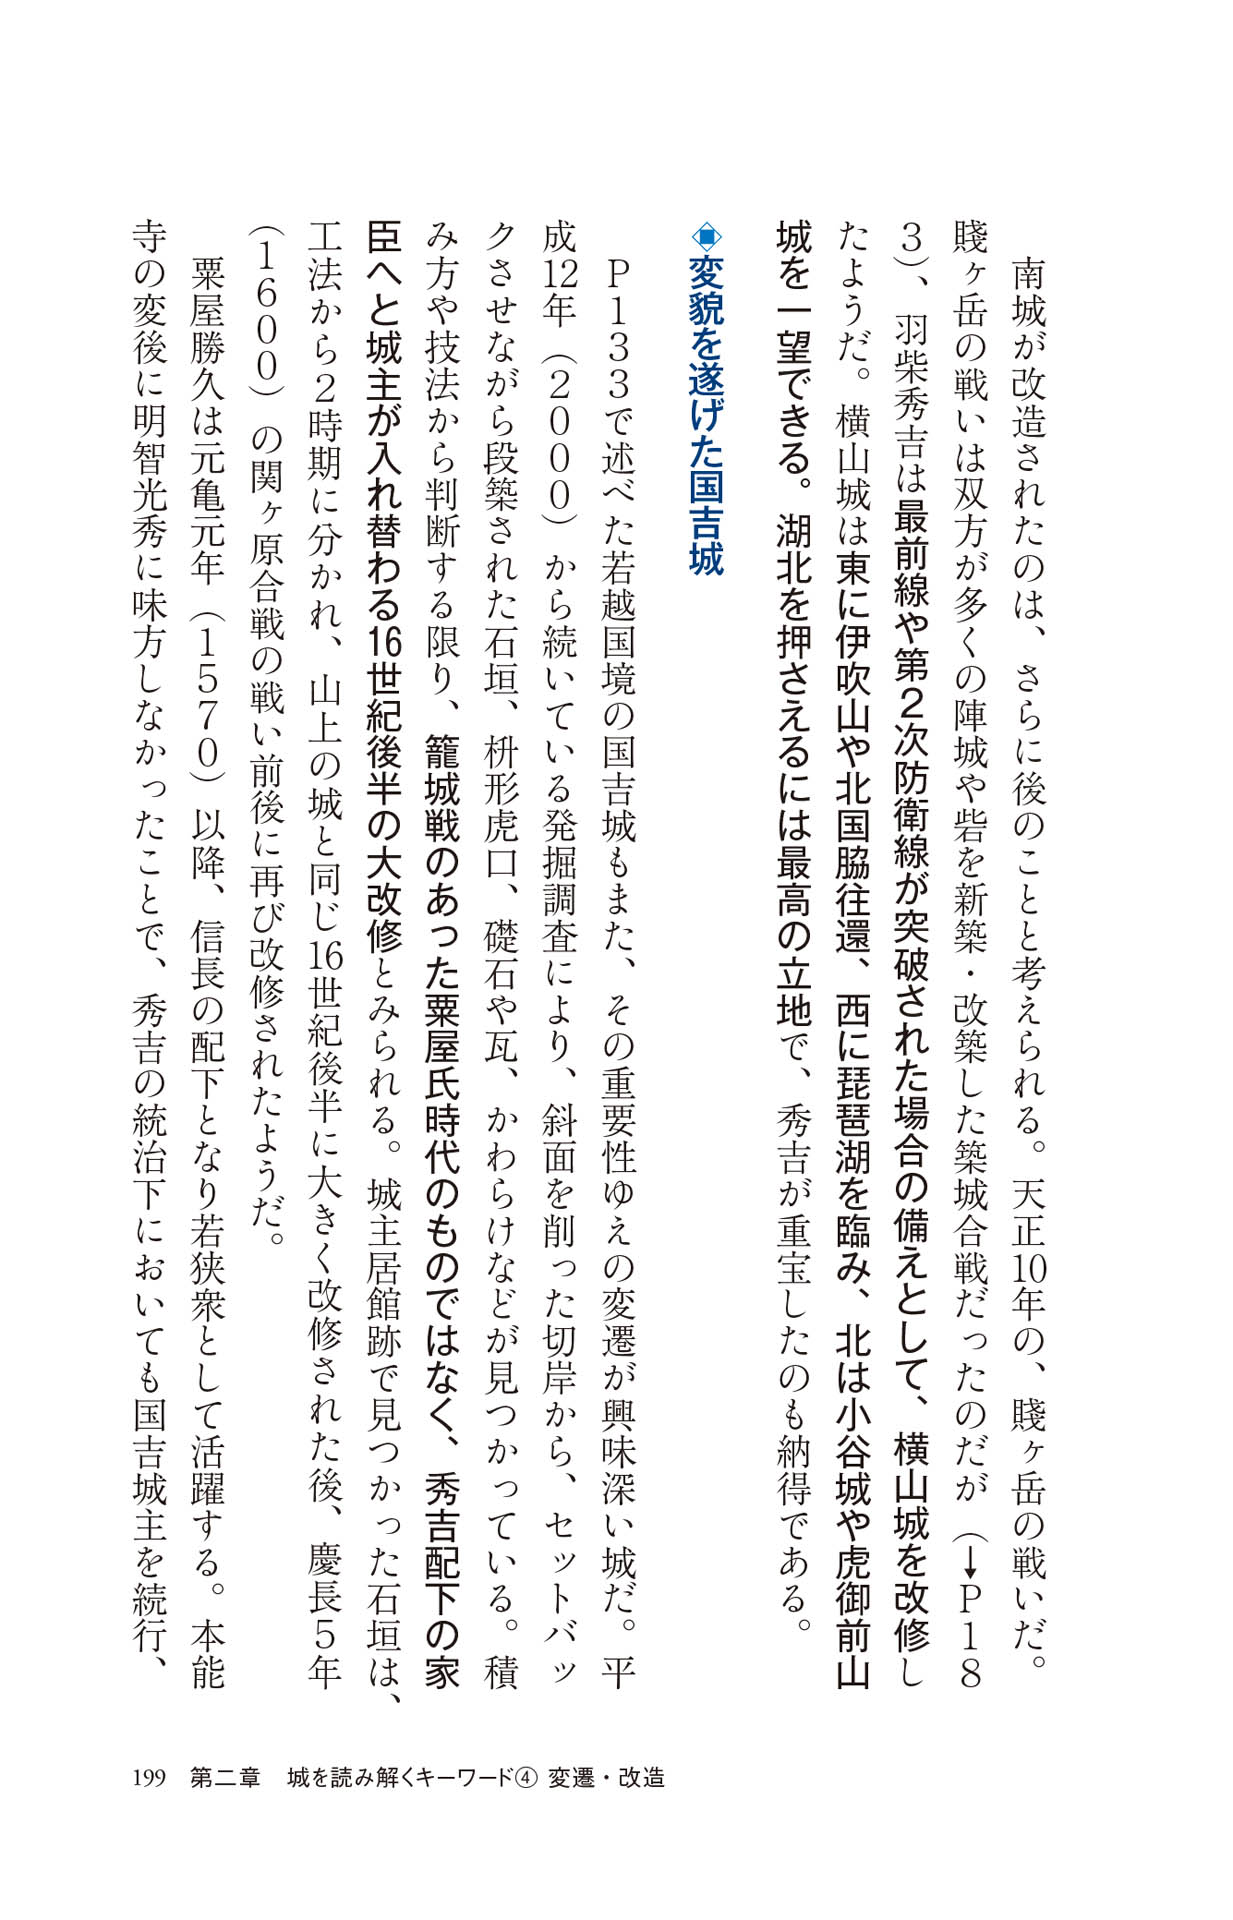 南城が改造されたのは、さらに後のことと考えられる。天正10年の、賤ヶ岳の戦いだ。
賤ヶ岳の戦いは双方が多くの陣城や砦を新築・改築した築城合戦だったのだが（→P18
3）、羽柴秀吉は最前線や第2次防衛線が突破された場合の備えとして、横山城を改修し
たようだ。横山城は東に伊吹山や北国脇往還、西に琵琶湖を臨み、北は小谷城や虎御前山
城を一望できる。湖北を押さえるには最高の立地で、秀吉が重宝したのも納得である。
◈変貌を遂げた国吉城
P133で述べた若越国境の国吉城もまた、その重要性ゆえの変遷が興味深い城だ。平
成12年（2000）から続いている発掘調査により、斜面を削った切岸から、セットバッ
クさせながら段築された石垣、枡形虎口、礎石や瓦、かわらけなどが見つかっている。積
み方や技法から判断する限り、籠城戦のあった粟屋氏時代のものではなく、秀吉配下の家
臣へと城主が入れ替わる16世紀後半の大改修とみられる。城主居館跡で見つかった石垣は、
工法から2時期に分かれ、山上の城と同じ16世紀後半に大きく改修された後、慶長5年
（1600）の関ヶ原合戦の戦い前後に再び改修されたようだ。
粟屋勝久は元亀元年（1570）以降、信長の配下となり若狭衆として活躍する。本能
寺の変後に明智光秀に味方しなかったことで、秀吉の統治下においても国吉城主を続行、
199 第二章 城を読み解くキーワード④ 変遷・改造